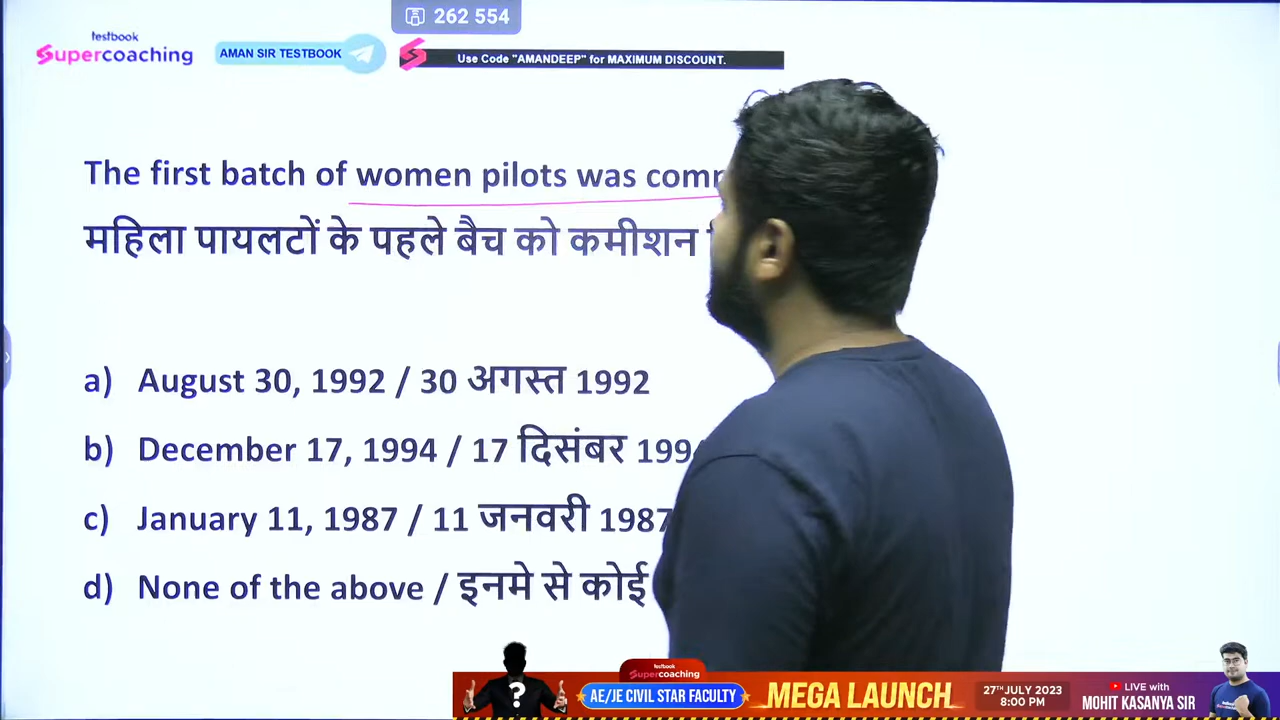 262 554
testbook
Supercoaching
AMAN SIR TESTBOOK
Use Code "AMANDEEP" for MAXIMUM DISCOUNT.
The first batch of women pilots was
महिला पायलटों के पहले बैच को कमीशन
a) August 30, 1992 / 30 अगस्त 1992
b) December 17, 1994 / 17 दिसंबर 1994
c) January 11, 1987 / 11 जनवरी 1987
d) None of the above / इनमे से कोई
testbook
Supercoaching
?
AE/JE CIVIL STAR FACULTY
MEGA LAUNCH
27TH JULY 2023
8:00 PM
LIVE with
MOHIT KASANYA SIR